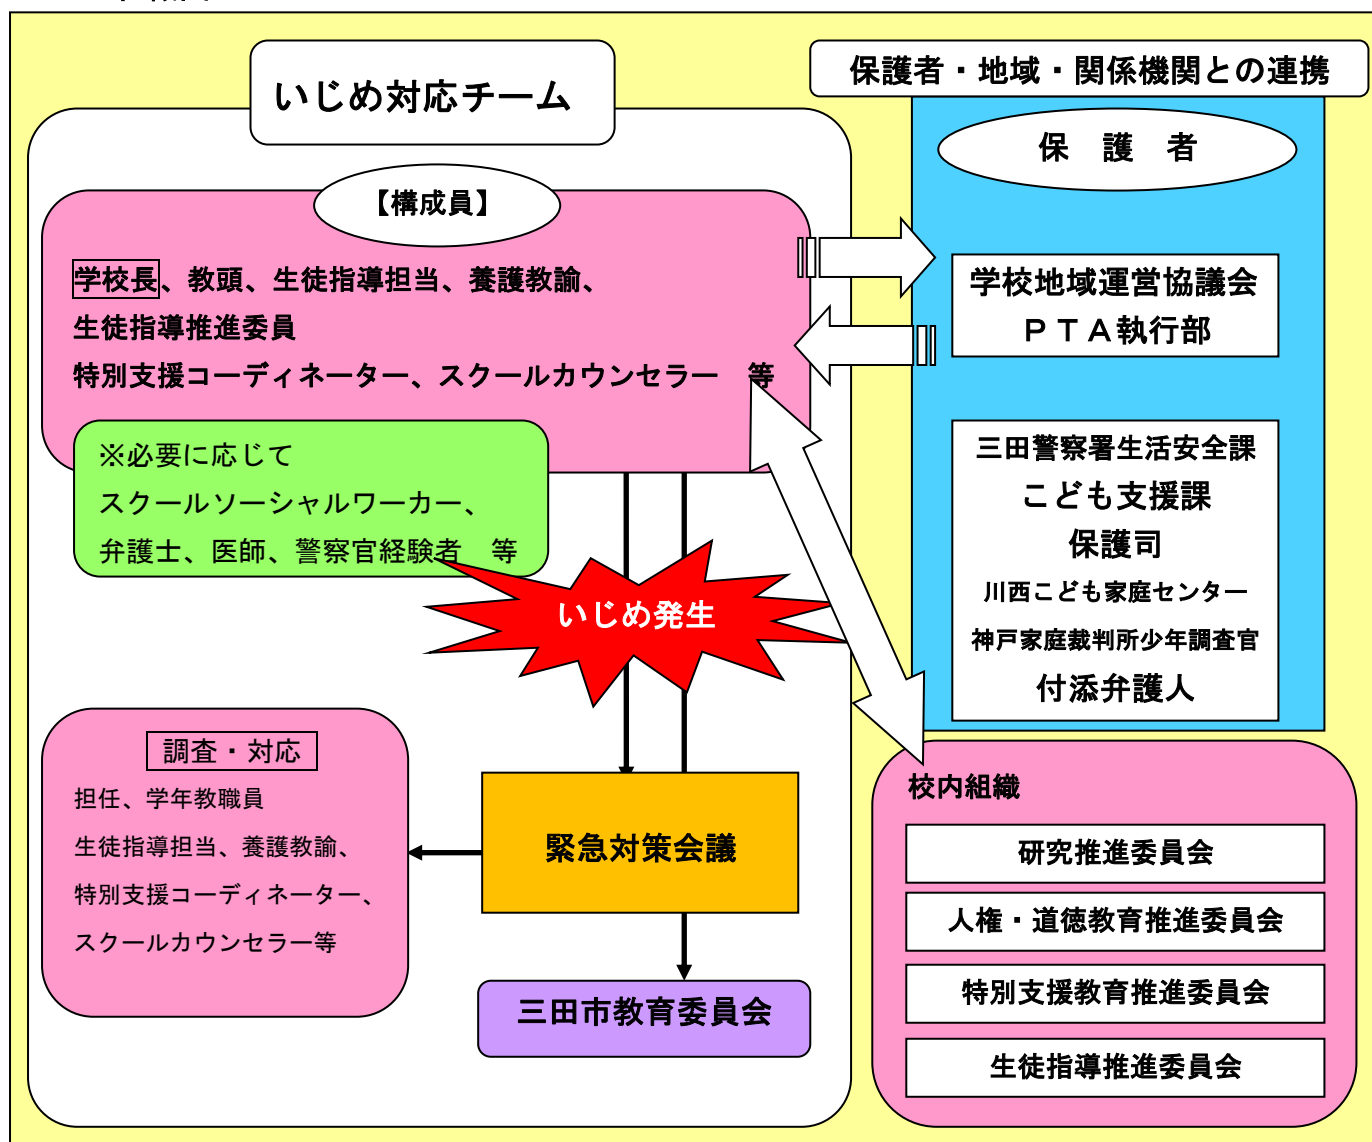 いじめ対応チーム
【構成員】
学校長、教頭、生徒指導担当、養護教諭、
生徒指導推進委員
特別支援コーディネーター、スクールカウンセラー　等
※必要に応じて
スクールソーシャルワーカー、
弁護士、医師、警察官経験者　等
いじめ発生
調査・対応
担任、学年教職員
生徒指導担当、養護教諭、
特別支援コーディネーター、
スクールカウンセラー等
緊急対策会議
三田市教育委員会
保護者・地域・関係機関との連携
保　護　者
学校地域運営協議会
ＰＴＡ執行部
三田警察署生活安全課
こども支援課
保護司
川西こども家庭センター
神戸家庭裁判所少年調査官
付添弁護人
校内組織
研究推進委員会
人権・道徳教育推進委員会
特別支援教育推進委員会
生徒指導推進委員会